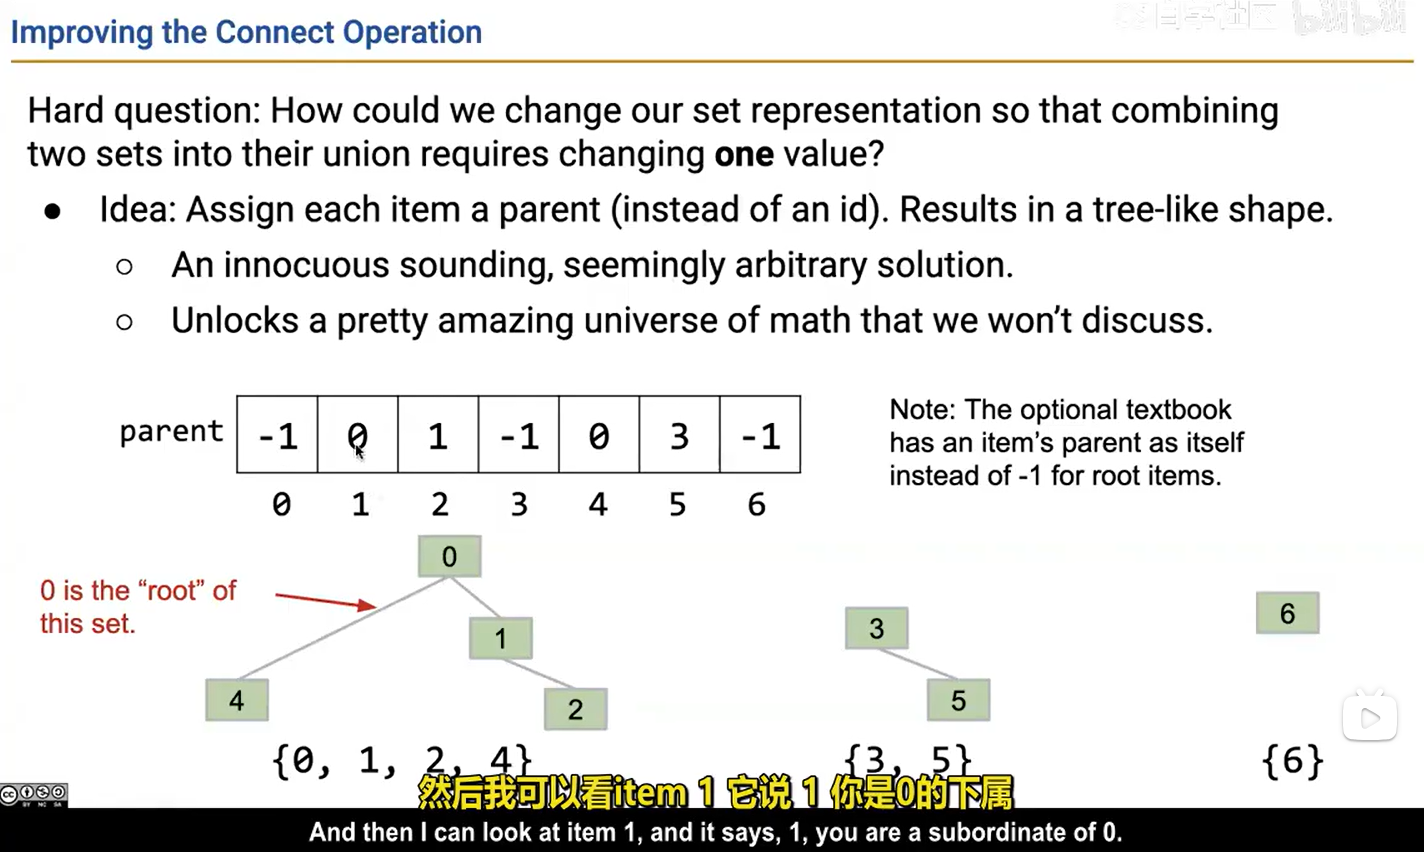 Improving the Connect Operation
Hard question: How could we change our set representation so that combining
two sets into their union requires changing one value?
● Idea: Assign each item a parent (instead of an id). Results in a tree-like shape.
○ An innocuous sounding, seemingly arbitrary solution.
○ Unlocks a pretty amazing universe of math that we won't discuss.
parent -1 0 1 -1 0 3 -1
0 1 2 3 4 5 6
Note: The optional textbook
has an item's parent as itself
instead of -1 for root items.
0 is the "root" of
this set.
0
1
4
2
3
5
6
{0, 1, 2, 4}
{3, 5}
{6}
然后我可以看item 1 它说 1 你是0的下属
And then I can look at item 1, and it says, 1, you are a subordinate of 0.